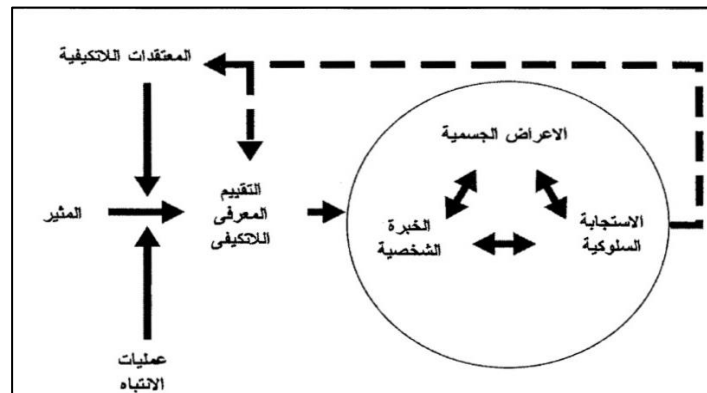 المعتقدات اللاتكيفية
الاعراض الجسمية
المثير
التقييم
المعرفى
اللاتكيفى
الخبرة
الشخصية
الاستجابة
السلوكية
عمليات
الانتباه